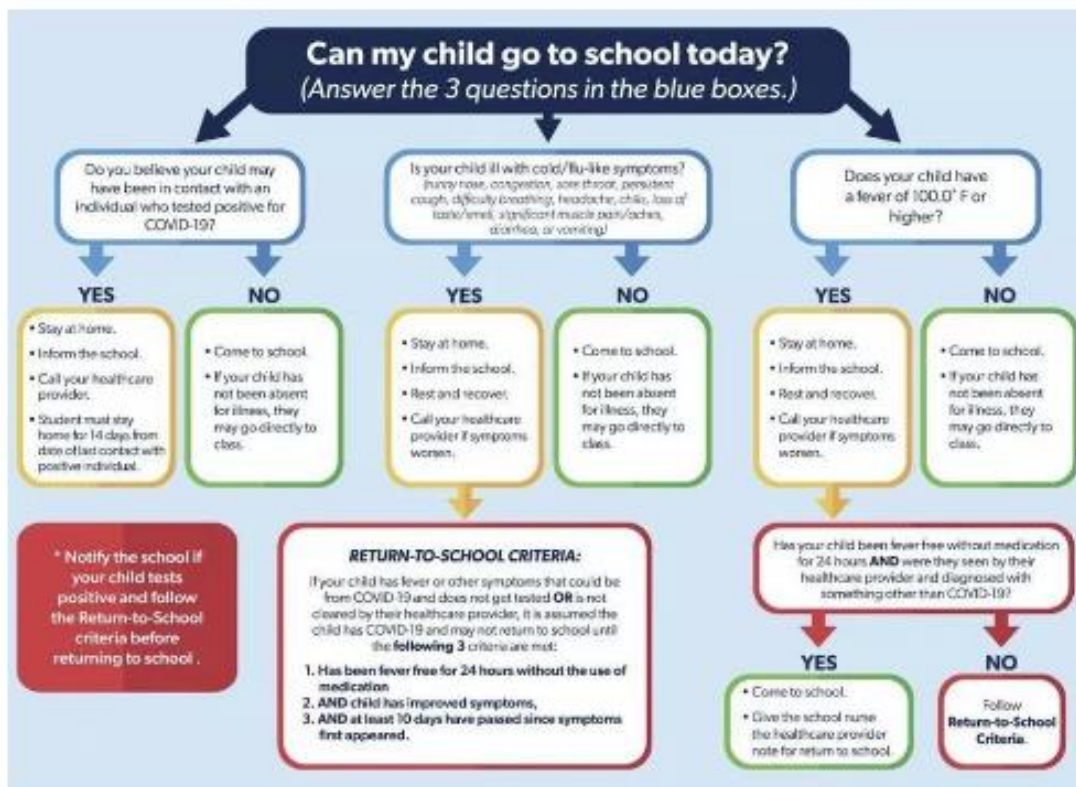 Can my child go to school today?
(Answer the 3 questions in the blue boxes.)
Do you believe your child may
have been in contact with an
individual who tested positive for
COVID-19?
YES
• Stay at home.
• Inform the school.
• Call your healthcare
provider.
• Student must stay
home for 14 days from
date of last contact with
positive individual.
NO
• Come to school.
• If your child has
not been absent
for illness, they
may go directly to
class.
Is your child ill with cold/flu-like symptoms?
(runny nose, congestion, sore throat, persistent
cough, difficulty breathing, headache, chills, loss of
taste/smell, significant muscle pain/aches,
diarrhea, or vomiting)
YES
• Stay at home.
• Inform the school.
• Rest and recover.
• Call your healthcare
provider if symptoms
worsen.
NO
• Come to school.
• If your child has
not been absent
for illness, they
may go directly to
class.
Does your child have
a fever of 100.0° F or
higher?
YES
• Stay at home.
• Inform the school.
• Rest and recover.
• Call your healthcare
provider if symptoms
worsen.
NO
• Come to school.
• If your child has
not been absent
for illness, they
may go directly to
class.
* Notify the school if
your child tests
positive and follow
the Return-to-School
criteria before
returning to school .
RETURN-TO-SCHOOL CRITERIA:
If your child has fever or other symptoms that could be
from COVID-19 and does not get tested OR is not
cleared by their healthcare provider, it is assumed the
child has COVID-19 and may not return to school until
the following 3 criteria are met:
1. Has been fever free for 24 hours without the use of
medication
2. AND child has improved symptoms,
3. AND at least 10 days have passed since symptoms
first appeared.
Has your child been fever free without medication
for 24 hours AND were they seen by their
healthcare provider and diagnosed with
something other than COVID-19?
YES
• Come to school.
• Give the school nurse
the healthcare provider
note for return to school.
NO
Follow
Return-to-School
Criteria.